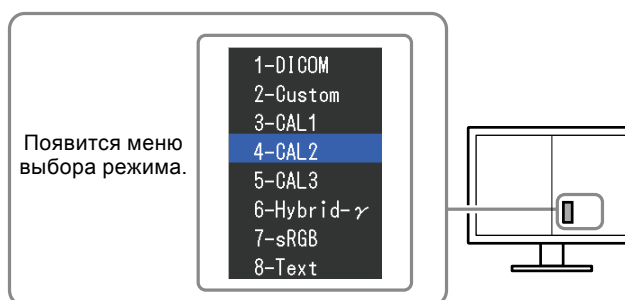 Появится меню
выбора режима.
1-DICOM
2-Custom
3-CAL1
4-CAL2
5-CAL3
6-Hybrid-γ
7-sRGB
8-Text